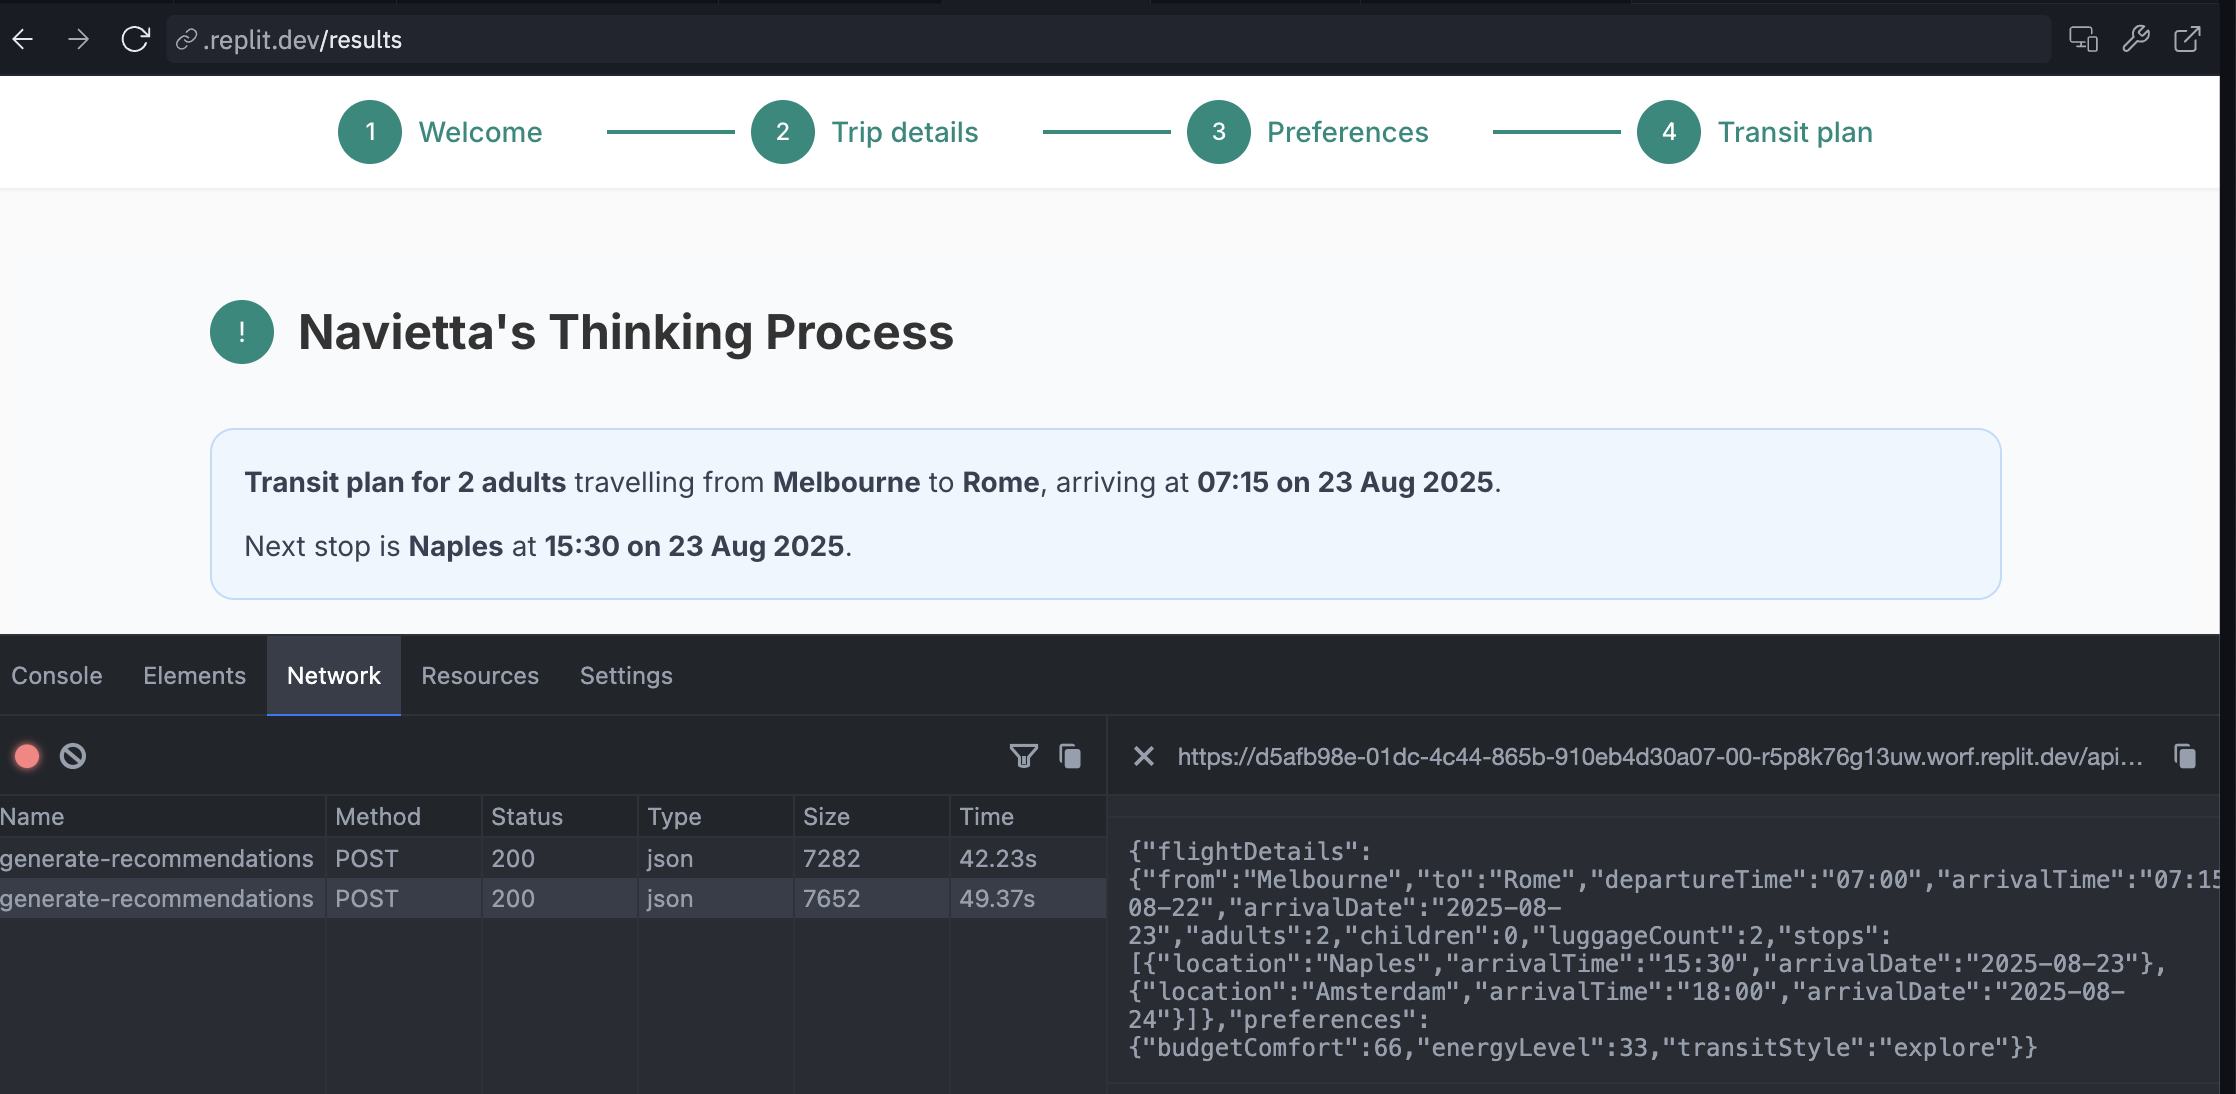 .replit.dev/results
1 Welcome 2 Trip details 3 Preferences 4 Transit plan
! Navietta's Thinking Process
Transit plan for 2 adults travelling from Melbourne to Rome, arriving at 07:15 on 23 Aug 2025.
Next stop is Naples at 15:30 on 23 Aug 2025.
Console Elements Network Resources Settings
https://d5afb98e-01dc-4c44-865b-910eb4d30a07-00-r5p8k76g13uw.worf.replit.dev/api...
Name Method Status Type Size Time
generate-recommendations POST 200 json 7282 42.23s
generate-recommendations POST 200 json 7652 49.37s
{"flightDetails":
{"from":"Melbourne","to":"Rome","departureTime":"07:00","arrivalTime":"07:15
08-22","arrivalDate":"2025-08-
23","adults":2,"children":0,"luggageCount":2,"stops":
[{"location":"Naples","arrivalTime":"15:30","arrivalDate":"2025-08-23"},
{"location":"Amsterdam","arrivalTime":"18:00","arrivalDate":"2025-08-
24"}]},"preferences":
{"budgetComfort":66,"energyLevel":33,"transitStyle":"explore"}}